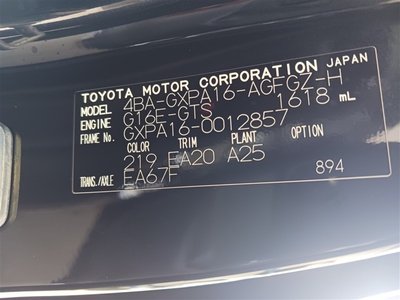 TOYOTA MOTOR CORPORATION JAPAN
MODEL 4BA-GXPA16-AGFGZ-H
ENGINE G16E-GTS 1618 mL
FRAME No. GXPA16-0012857
COLOR TRIM PLANT OPTION
219 EA20 A25
TRANS./AXLE EA67F 894